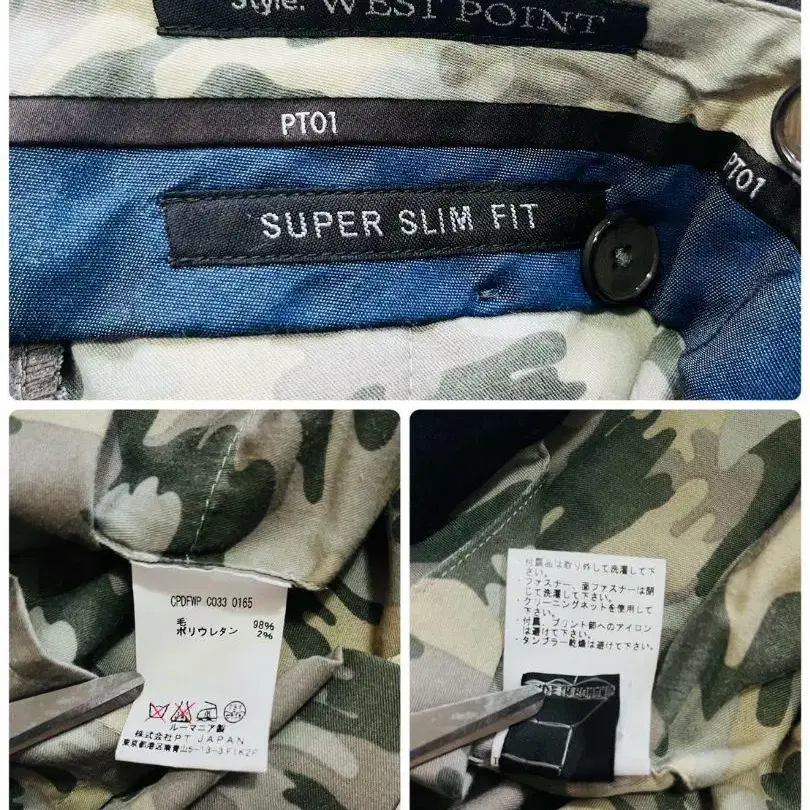 Style: WEST POINT
PT01
PT01
SUPER SLIM FIT
CPDFWP C033 0165
毛 98%
ポリウレタン 2%
ルーマニア製
株式会社PT JAPAN
東京都港区南青山5-13-3F1K2F
・付属品は取り外して洗濯して下さい。
・ファスナー、面ファスナーは閉じて洗濯して下さい。
・クリーニングネットを使用して下さい。
・付属、プリント部へのアイロンは避けて下さい。
・タンブラー乾燥は避けて下さい。